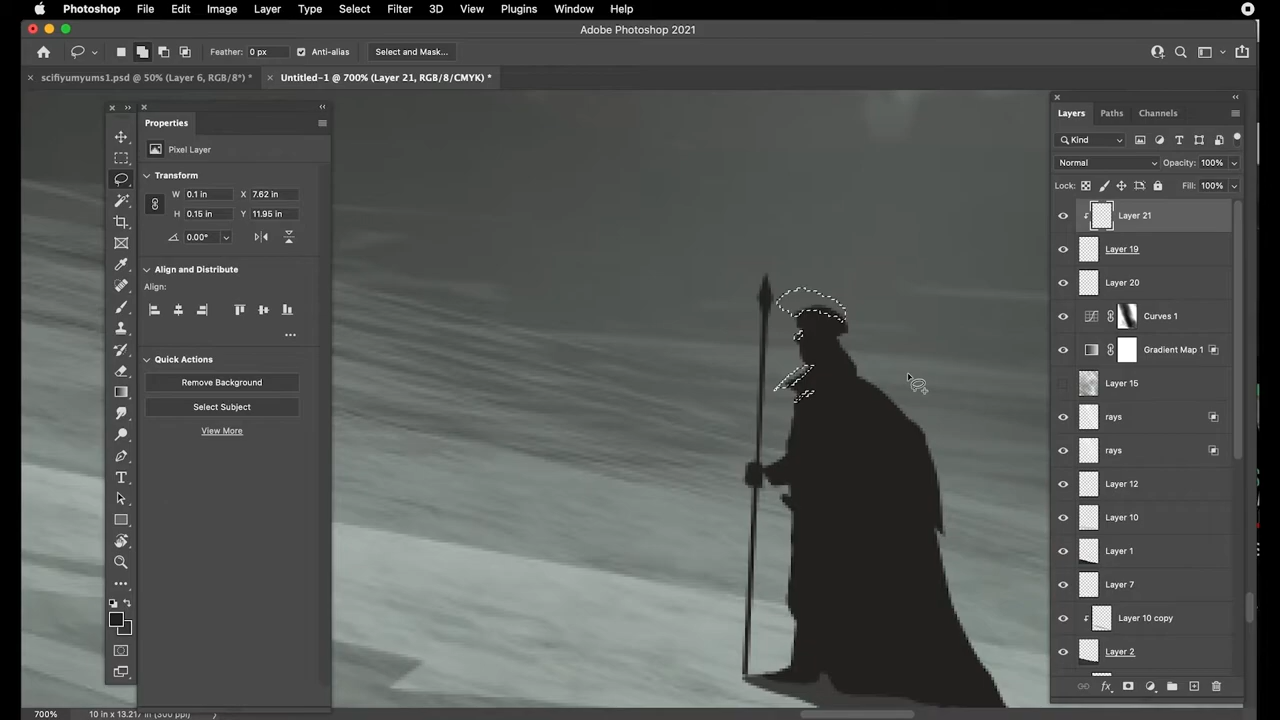 Photoshop File Edit Image Layer Type Select Filter 3D View Plugins Window Help
Adobe Photoshop 2021
Feather: 0 px Anti-alias Select and Mask...
scifiyumyums1.psd @ 50% (Layer 6, RGB/8*) * Untitled-1 @ 700% (Layer 21, RGB/8/CMYK) *
Properties
Pixel Layer
Transform
W 0.1 in X 7.62 in
H 0.15 in Y 11.95 in
0.00°
Align and Distribute
Align:
Quick Actions
Remove Background
Select Subject
View More
Layers Paths Channels
Kind
Normal Opacity: 100%
Lock: Fill: 100%
Layer 21
Layer 19
Layer 20
Curves 1
Gradient Map 1
Layer 15
rays
rays
Layer 12
Layer 10
Layer 1
Layer 7
Layer 10 copy
Layer 2
fx
700% 10 in x 13.217 in (300 ppi)